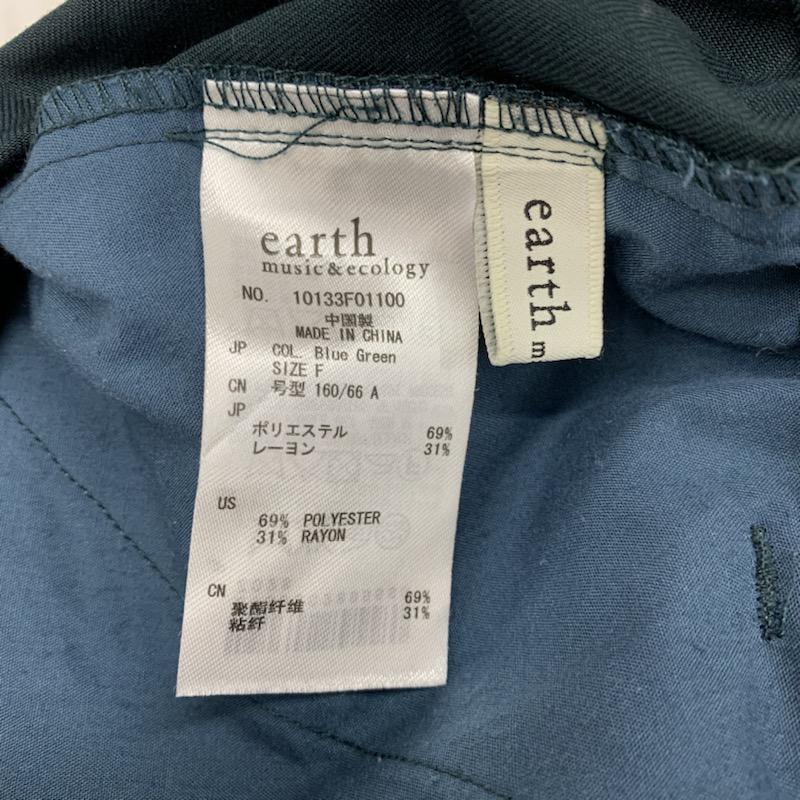 earth
music&ecology
NO. 10133F01100
中国製
MADE IN CHINA
JP COL. Blue Green
SIZE F
CN 号型 160/66 A
JP
ポリエステル 69%
レーヨン 31%
US
69% POLYESTER
31% RAYON
CN
聚酯纤维 69%
粘纤 31%
earth m